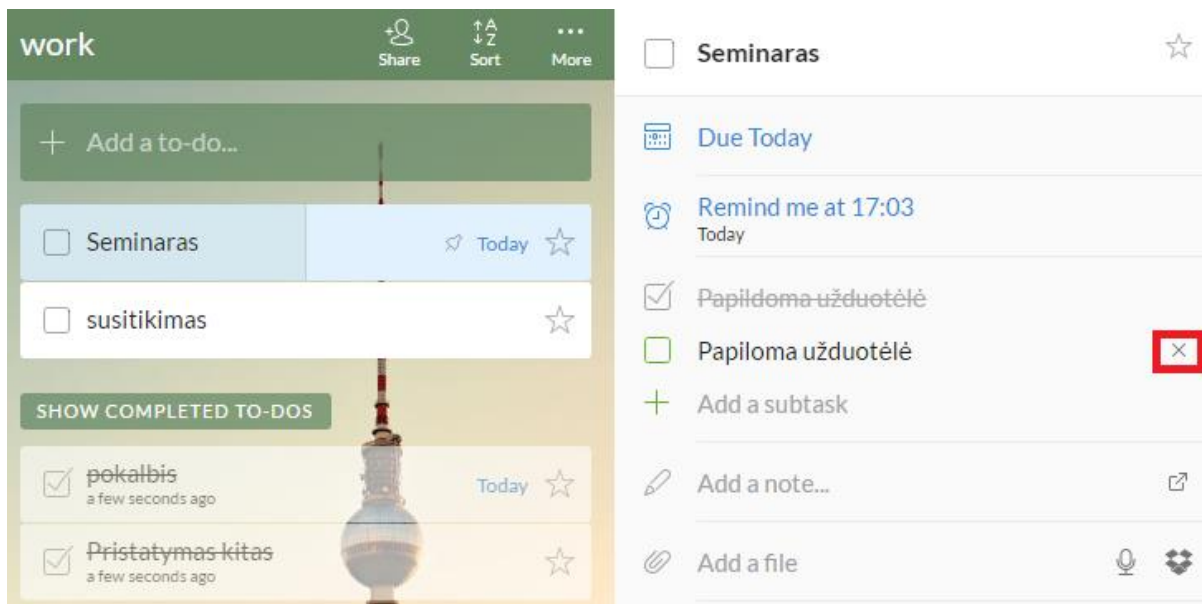 work
Share
Sort
More
Add a to-do...
Seminaras
Today
susitikimas
SHOW COMPLETED TO-DOS
pokalbis
a few seconds ago
Today
Pristatymas kitas
a few seconds ago
Seminaras
Due Today
Remind me at 17:03
Today
Papildoma užduotėlė
Papiloma užduotėlė
Add a subtask
Add a note...
Add a file